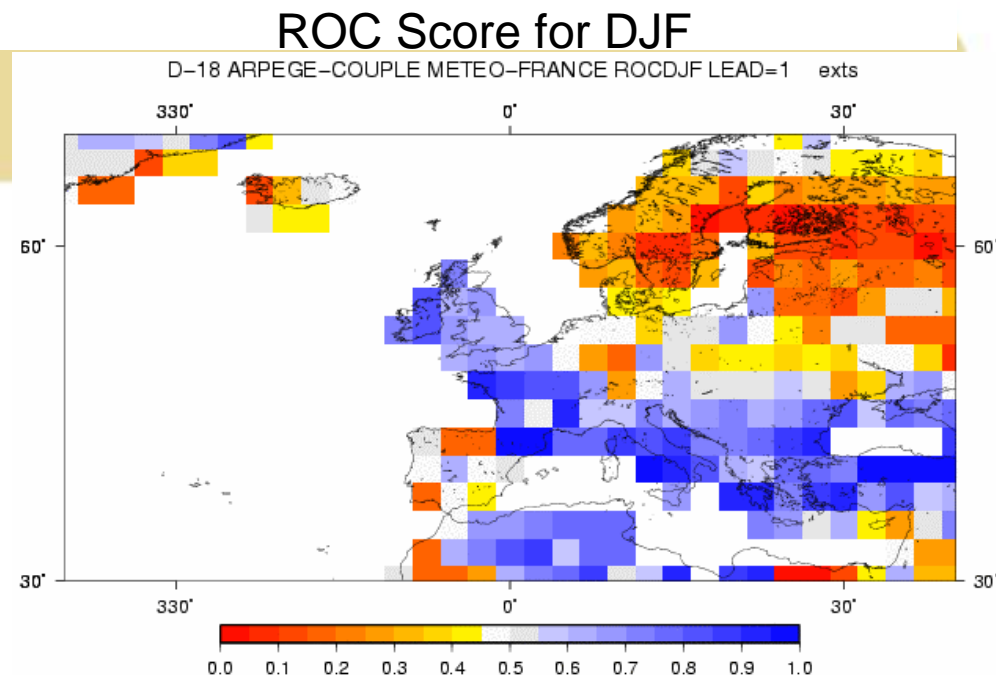 ROC Score for DJF
D-18 ARPEGE-COUPLE METEO-FRANCE ROCDJF LEAD=1 exts
330° 0° 30°
60° 60°
30° 30°
330° 0° 30°
0.0 0.1 0.2 0.3 0.4 0.5 0.6 0.7 0.8 0.9 1.0